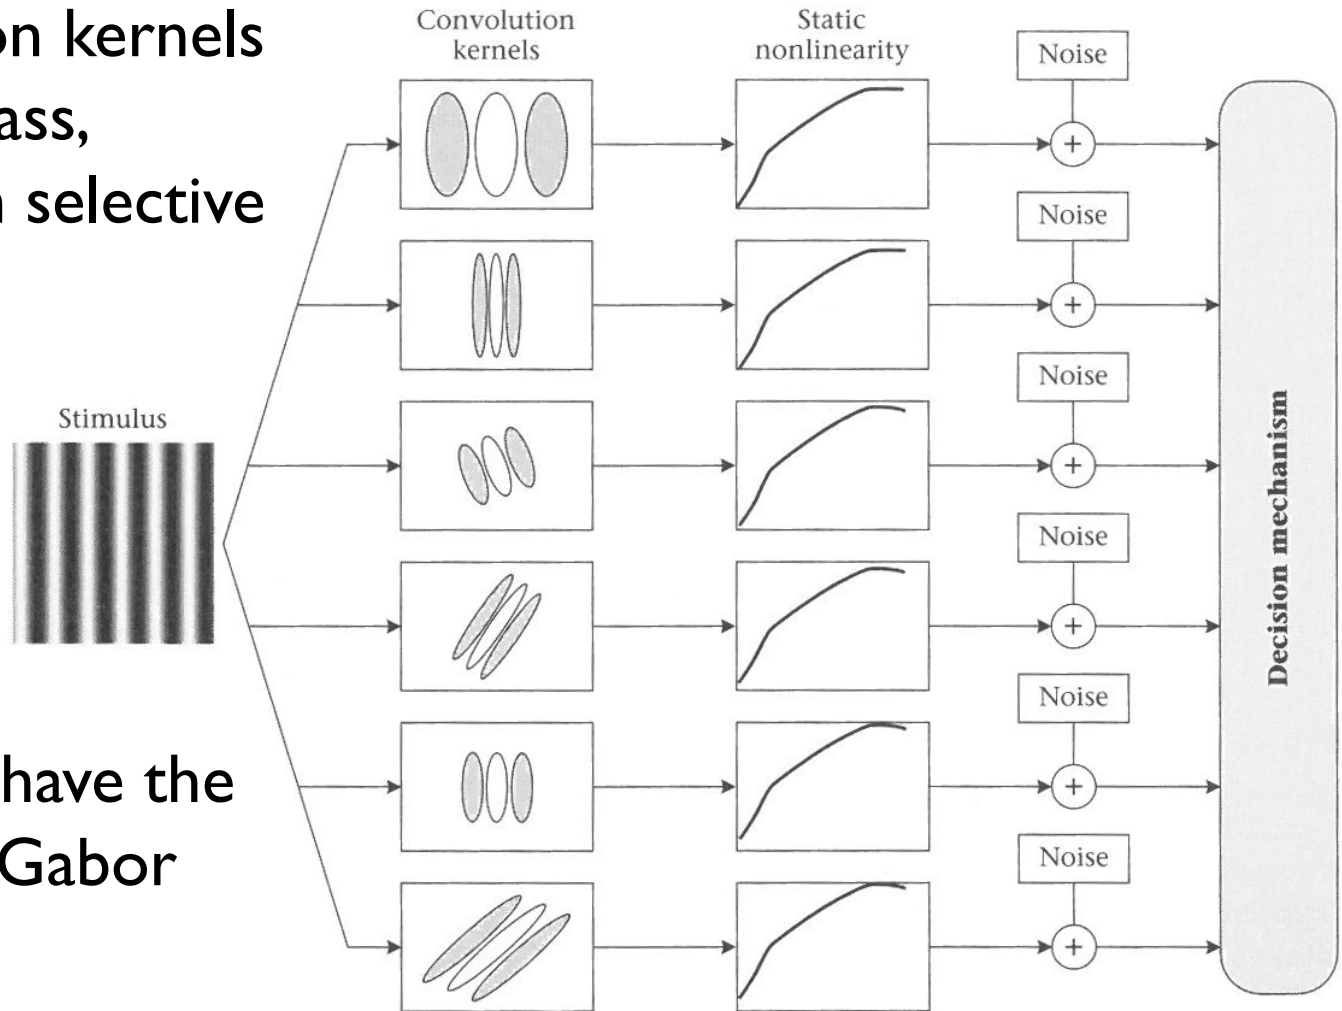 on kernels
ass,
n selective
have the
Gabor
Stimulus
Convolution
kernels
Static
nonlinearity
Noise
+
Noise
+
Noise
+
Noise
+
Noise
+
Noise
+
Decision mechanism